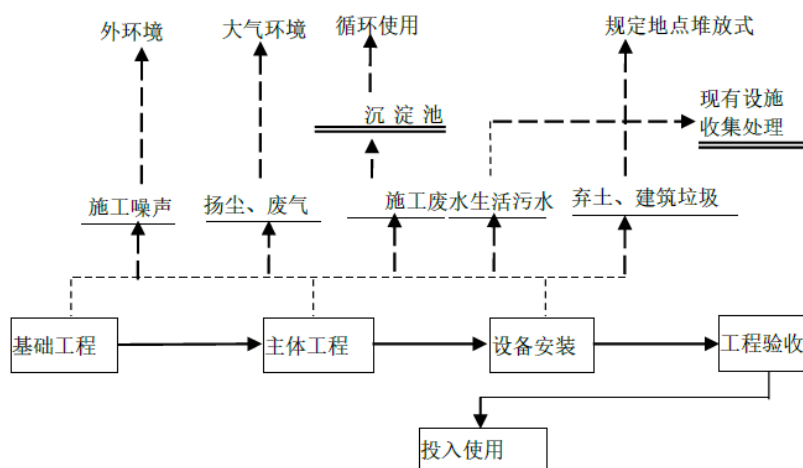 外环境
大气环境
循环使用
规定地点堆放式
沉淀池
现有设施
收集处理
施工噪声
扬尘、废气
施工废水
生活污水
弃土、建筑垃圾
基础工程
主体工程
设备安装
工程验收
投入使用